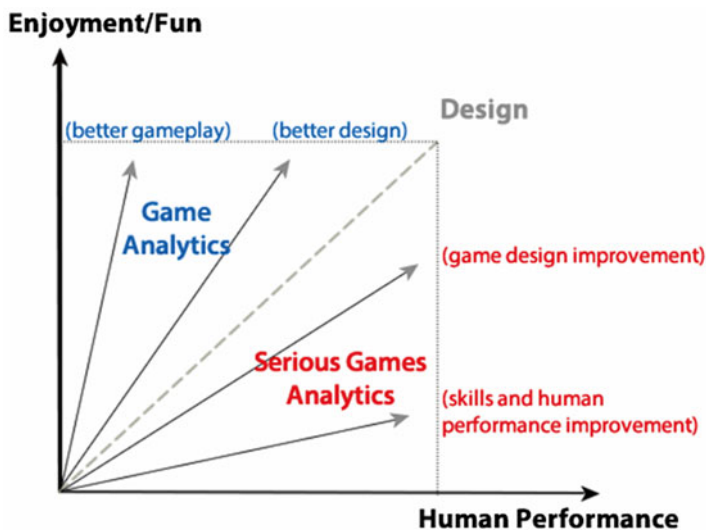 Enjoyment/Fun
Design
(better gameplay)
(better design)
Game
Analytics
(game design improvement)
Serious Games
Analytics
(skills and human
performance improvement)
Human Performance